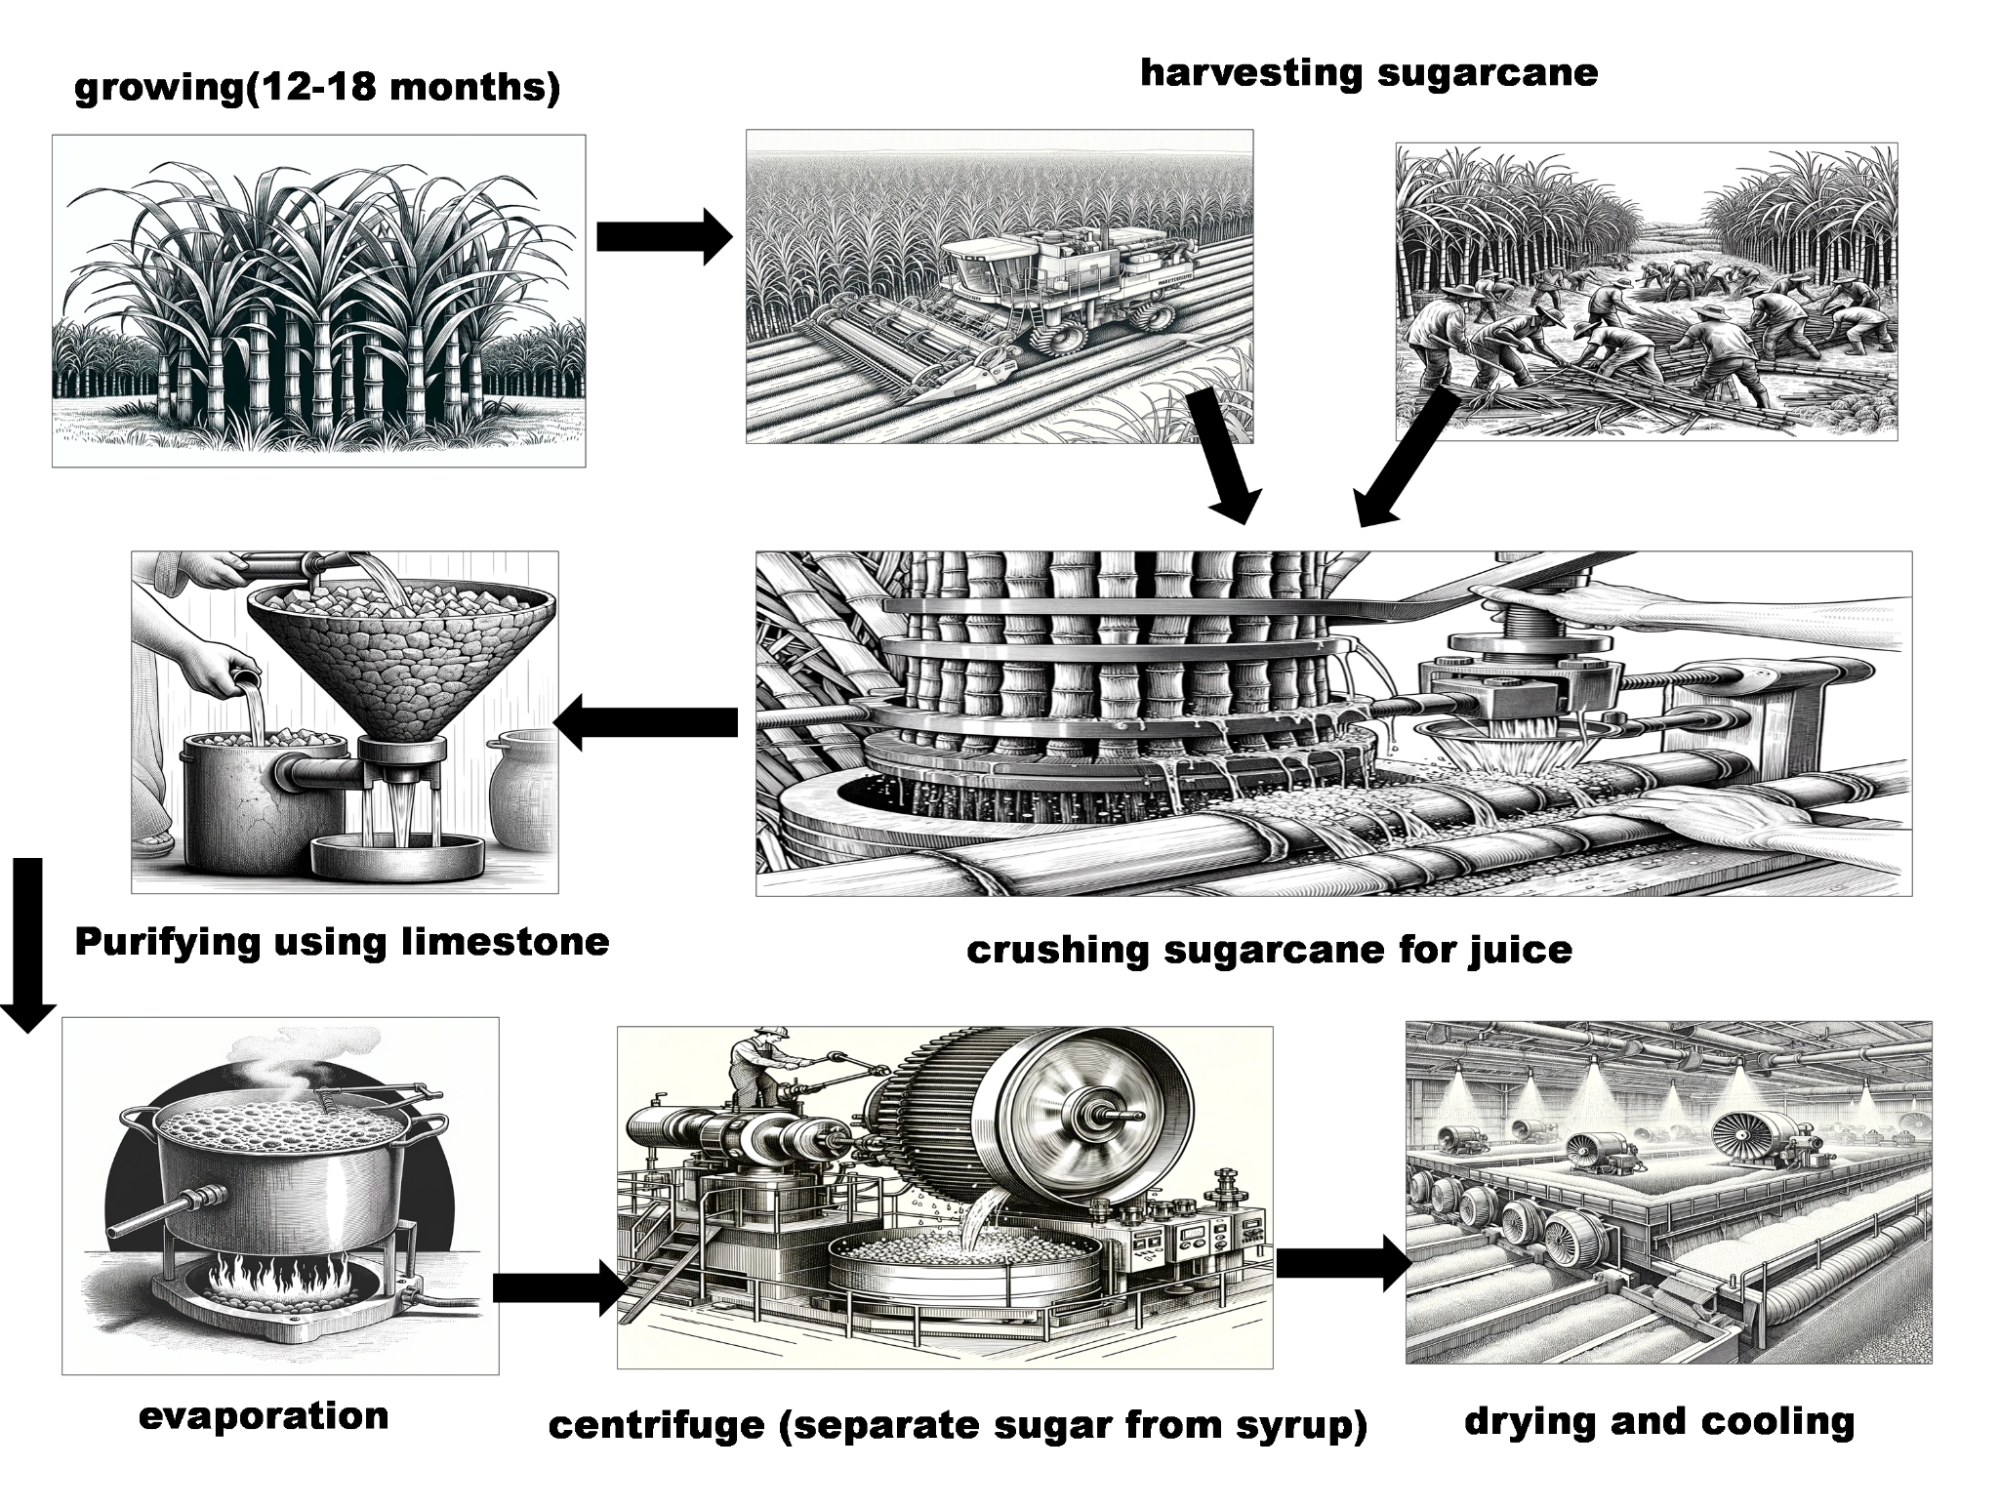 growing(12-18 months)
harvesting sugarcane
Purifying using limestone
crushing sugarcane for juice
evaporation
centrifuge (separate sugar from syrup)
drying and cooling